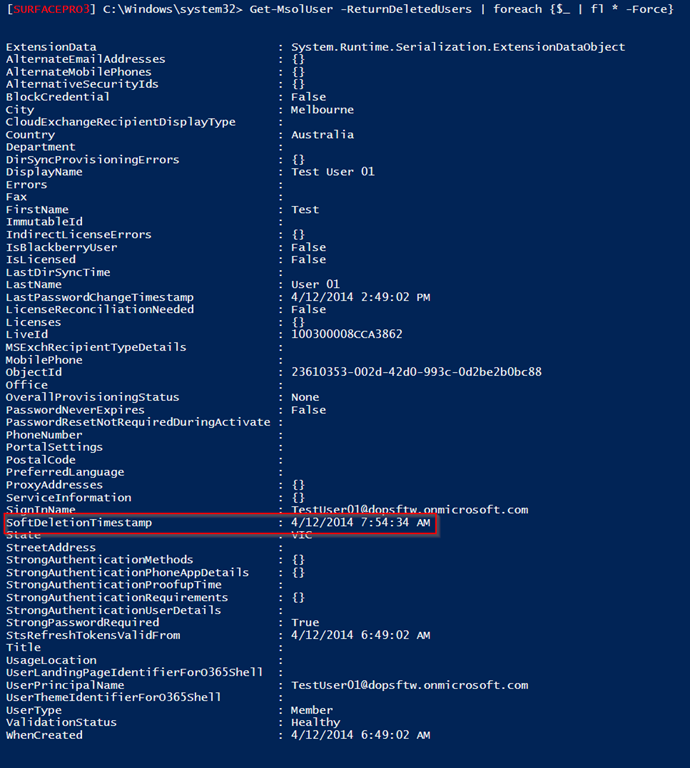 [SURFACEPRO3] C:\Windows\system32> Get-MsolUser -ReturnDeletedUsers | foreach {$_ | fl * -Force}
ExtensionData : System.Runtime.Serialization.ExtensionDataObject
AlternateEmailAddresses : {}
AlternateMobilePhones : {}
AlternativeSecurityIds : {}
BlockCredential : False
City : Melbourne
CloudExchangeRecipientDisplayType :
Country : Australia
Department :
DirSyncProvisioningErrors : {}
DisplayName : Test User 01
Errors :
Fax :
FirstName : Test
ImmutableId :
IndirectLicenseErrors : {}
IsBlackberryUser : False
IsLicensed : False
LastDirSyncTime :
LastName : User 01
LastPasswordChangeTimestamp : 4/12/2014 2:49:02 PM
LicenseReconciliationNeeded : False
Licenses : {}
LiveId : 100300008CCA3862
MSExchRecipientTypeDetails :
MobilePhone :
ObjectId : 23610353-002d-42d0-993c-0d2be2b0bc88
Office :
OverallProvisioningStatus : None
PasswordNeverExpires : False
PasswordResetNotRequiredDuringActivate :
PhoneNumber :
PortalSettings :
PostalCode :
PreferredLanguage :
ProxyAddresses : {}
ServiceInformation : {}
SignInName : TestUser01@dopsftw.onmicrosoft.com
SoftDeletionTimestamp : 4/12/2014 7:54:34 AM
State : VIC
StreetAddress :
StrongAuthenticationMethods : {}
StrongAuthenticationPhoneAppDetails : {}
StrongAuthenticationProofupTime :
StrongAuthenticationRequirements : {}
StrongAuthenticationUserDetails :
StrongPasswordRequired : True
StsRefreshTokensValidFrom : 4/12/2014 6:49:02 AM
Title :
UsageLocation :
UserLandingPageIdentifierForO365Shell :
UserPrincipalName : TestUser01@dopsftw.onmicrosoft.com
UserThemeIdentifierForO365Shell :
UserType : Member
ValidationStatus : Healthy
WhenCreated : 4/12/2014 6:49:02 AM